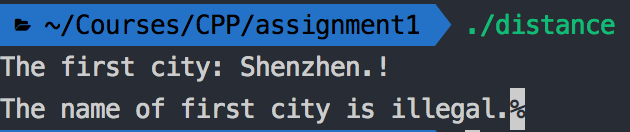 ~/Courses/CPP/assignment1 ./distance
The first city: Shenzhen.!
The name of first city is illegal.%